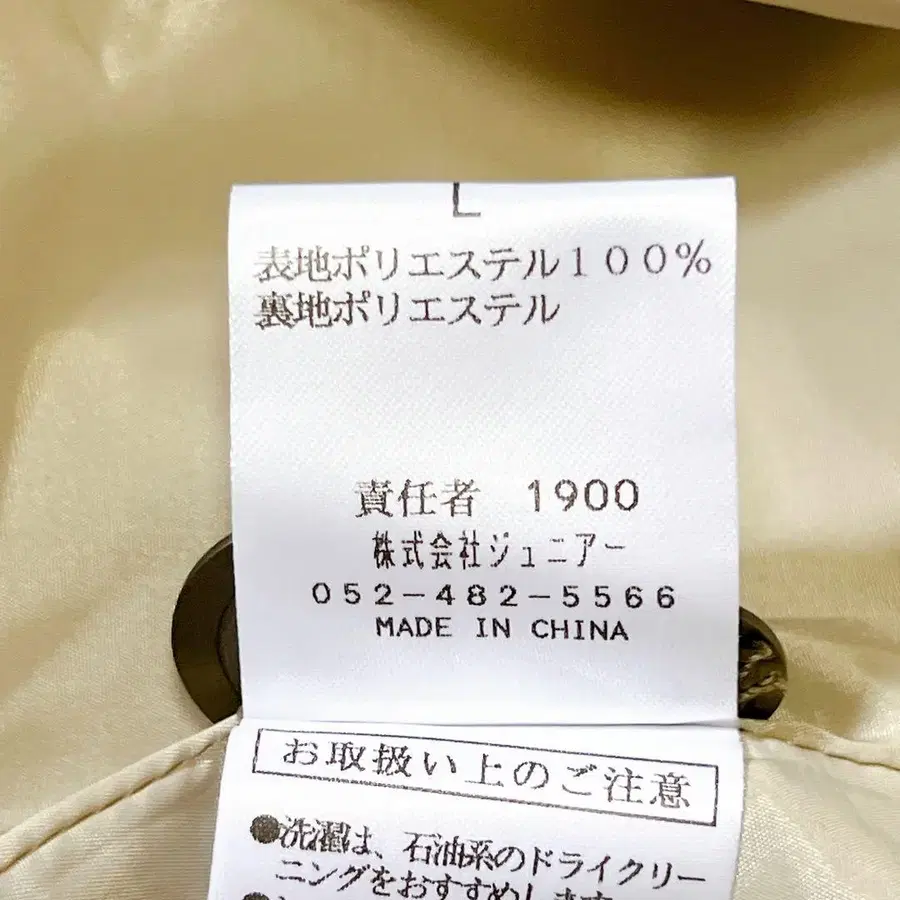 L
表地ポリエステル100%
裏地ポリエステル
責任者 1900
株式会社ジュニアー
052-482-5566
MADE IN CHINA
お取扱い上のご注意
●洗濯は、石油系のドライクリー
ニングをおすすめします